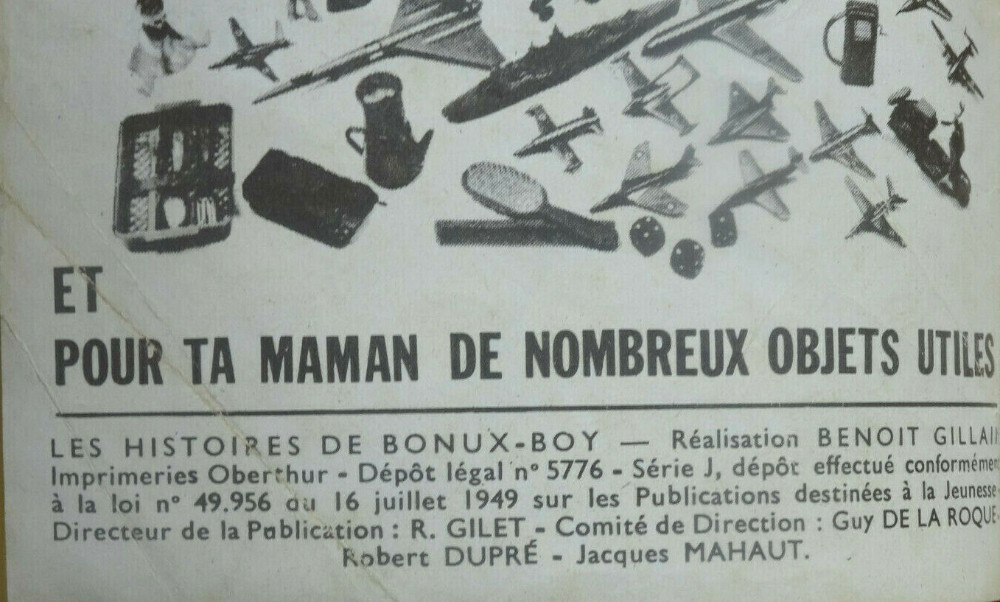 ET
POUR TA MAMAN DE NOMBREUX OBJETS UTILES
LES HISTOIRES DE BONUX-BOY — Réalisation BENOIT GILLAIN
Imprimeries Oberthur - Dépôt légal n° 5776 - Série J, dépôt effectué conformémen
à la loi n° 49.956 du 16 juillet 1949 sur les Publications destinées à la Jeunesse-
Directeur de la Publication : R. GILET - Comité de Direction : Guy DE LA ROQUE
Robert DUPRÉ - Jacques MAHAUT.